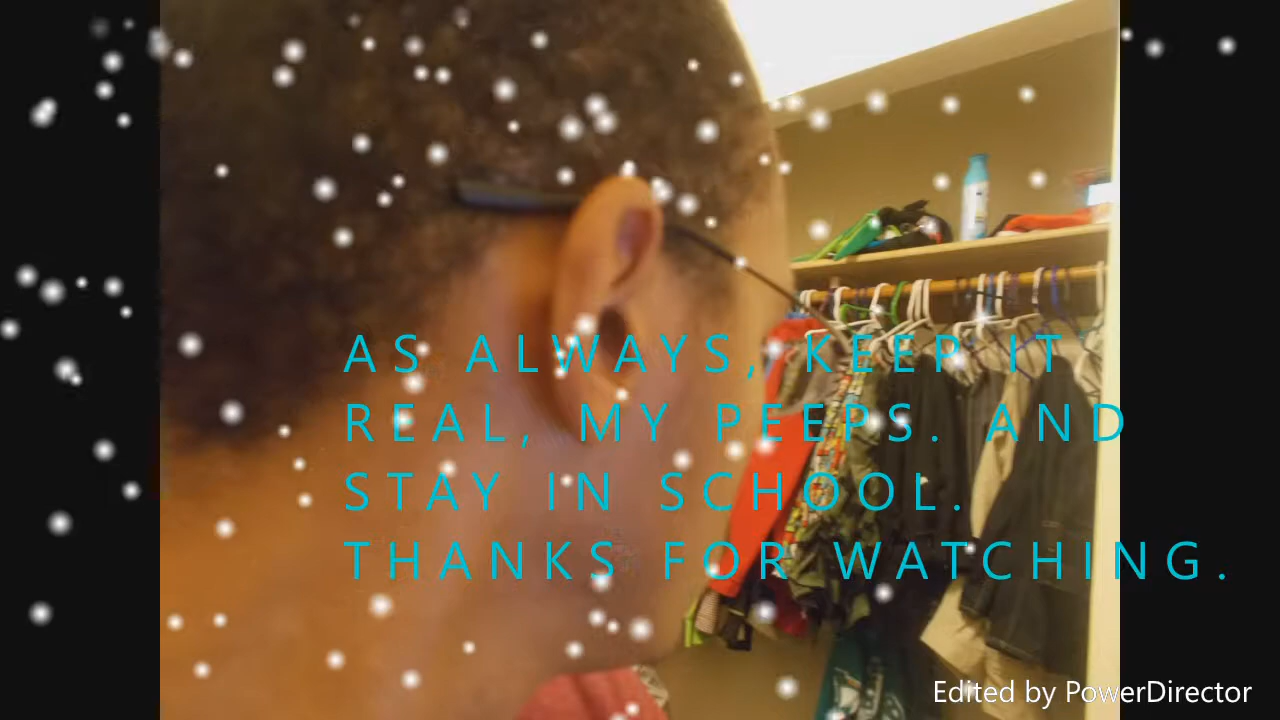 AS ALWAYS, KEEP IT
REAL, MY PEEPS. AND
STAY IN SCHOOL.
THANKS FOR WATCHING.
Edited by PowerDirector